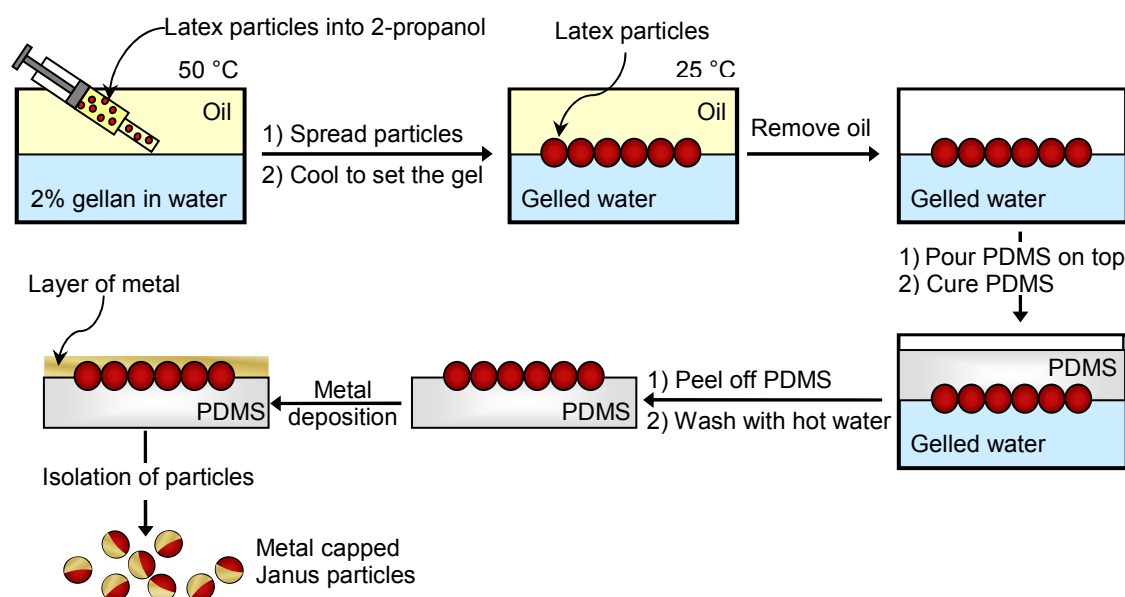 Latex particles into 2-propanol
50 °C
Oil
2% gellan in water
1) Spread particles
2) Cool to set the gel
Latex particles
25 °C
Oil
Gelled water
Remove oil
Gelled water
1) Pour PDMS on top
2) Cure PDMS
PDMS
Gelled water
1) Peel off PDMS
2) Wash with hot water
PDMS
Metal
deposition
Layer of metal
PDMS
Isolation of particles
Metal capped
Janus particles